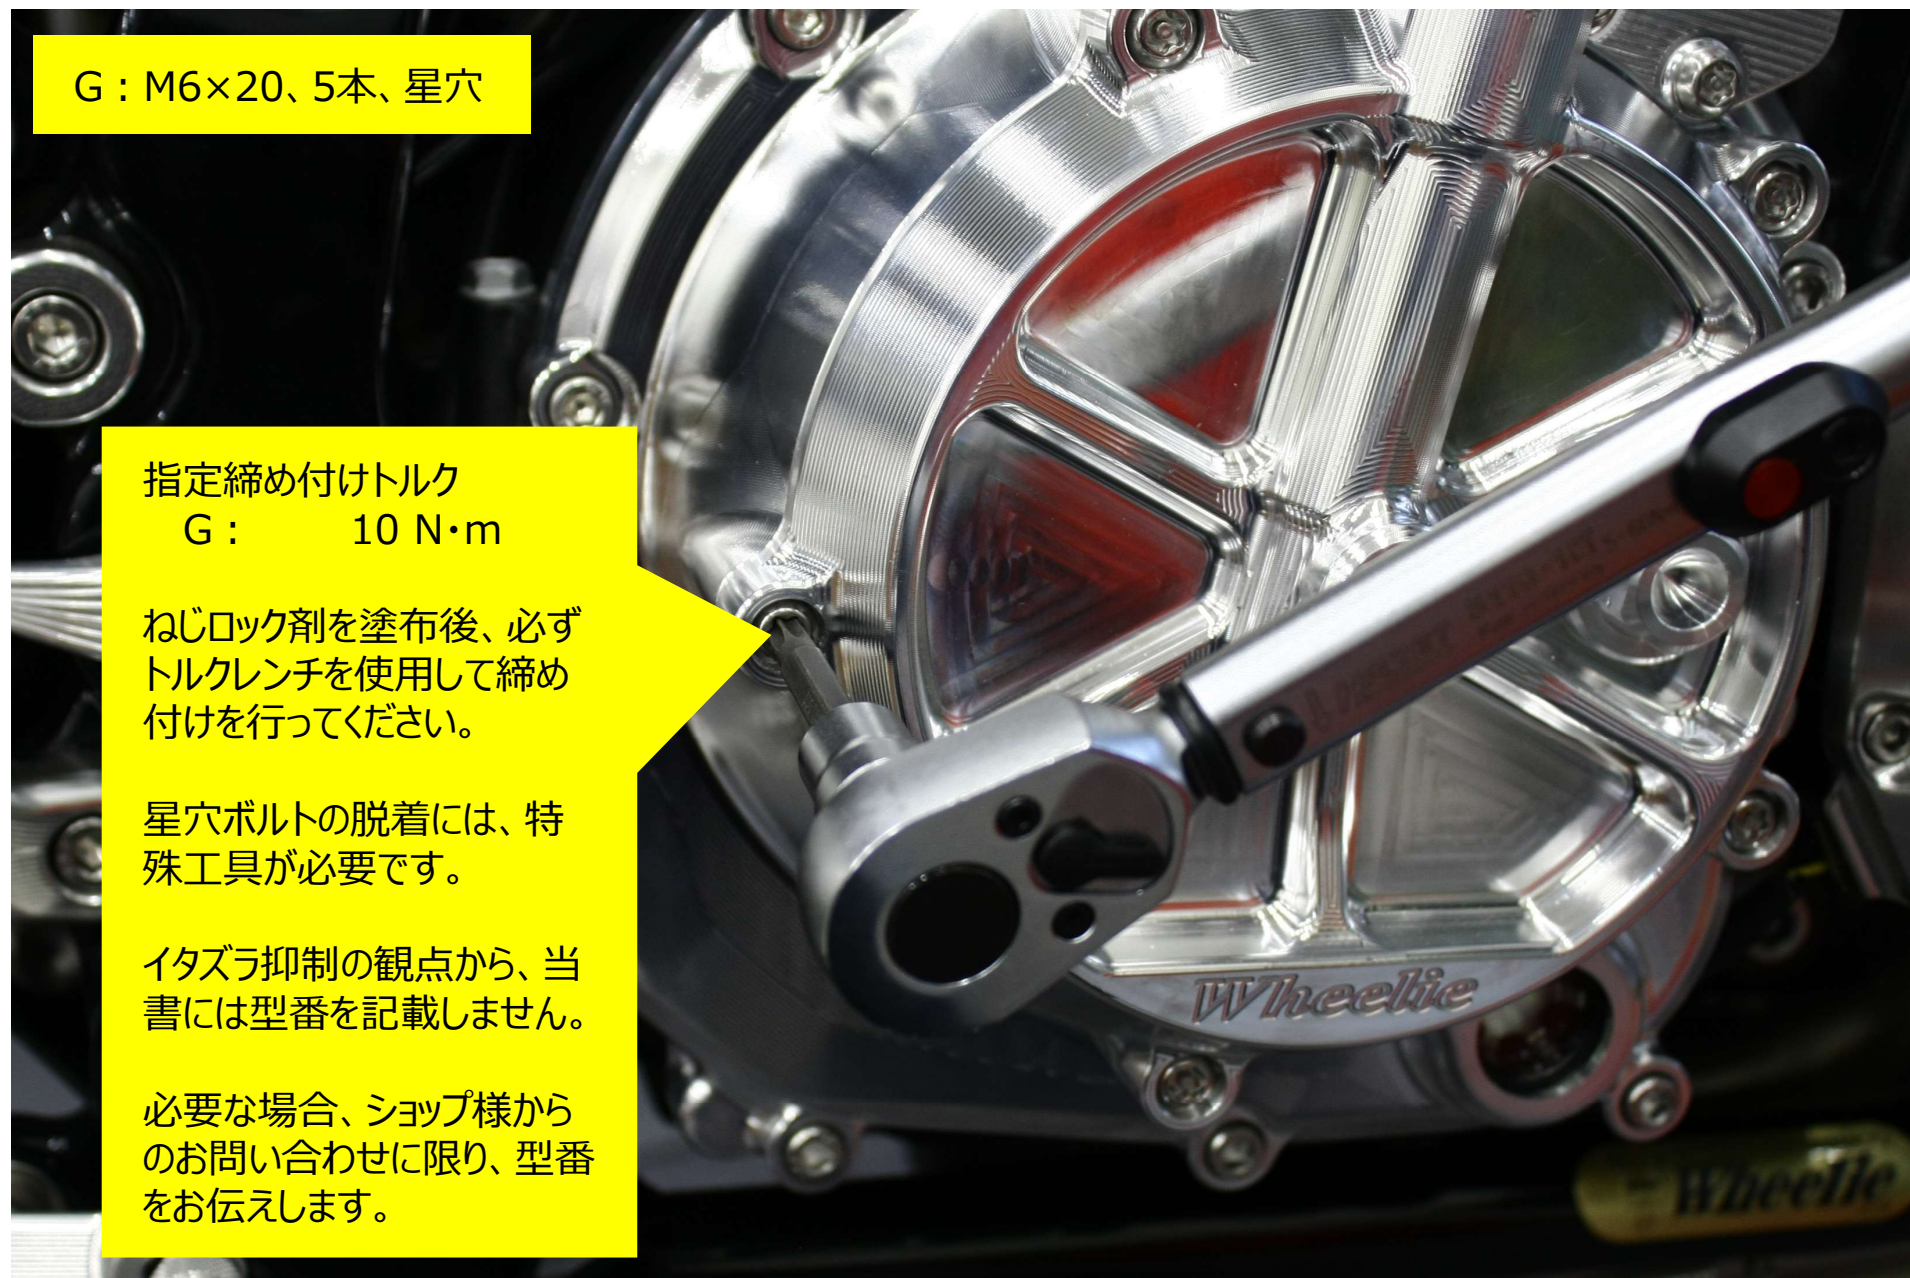 G：M6×20、5本、星穴
指定締め付けトルク
G：　　10 N･m
ねじロック剤を塗布後、必ず
トルクレンチを使用して締め
付けを行ってください。
星穴ボルトの脱着には、特
殊工具が必要です。
イタズラ抑制の観点から、当
書には型番を記載しません。
必要な場合、ショップ様から
のお問い合わせに限り、型番
をお伝えします。
Wheelie
Wheelie